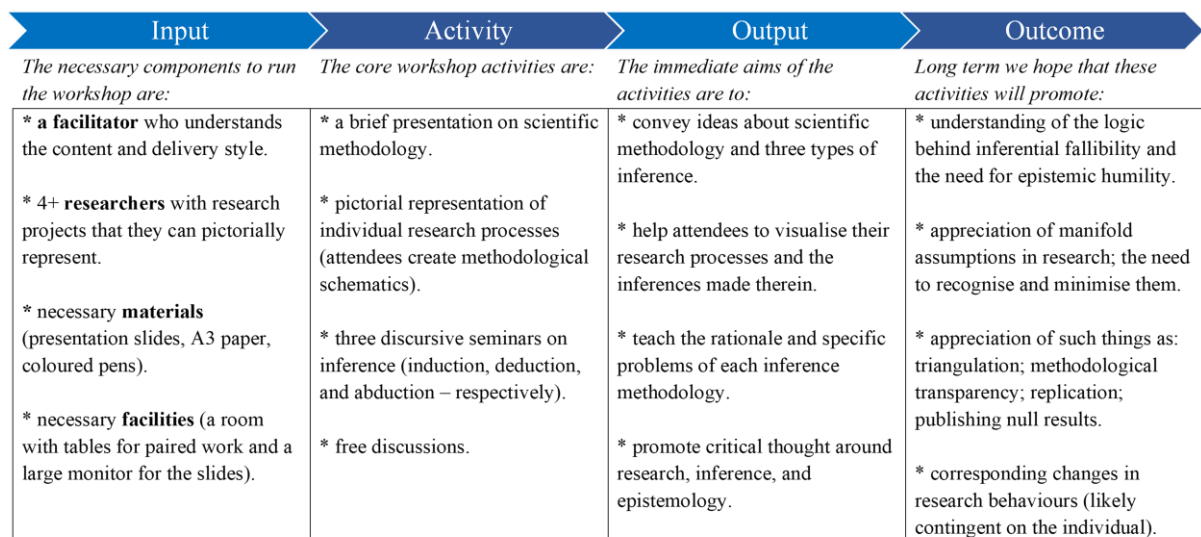 Input
Activity
Output
Outcome
The necessary components to run
the workshop are:
The core workshop activities are:
The immediate aims of the
activities are to:
Long term we hope that these
activities will promote:
* a facilitator who understands
the content and delivery style.
* 4+ researchers with research
projects that they can pictorially
represent.
* necessary materials
(presentation slides, A3 paper,
coloured pens).
* necessary facilities (a room
with tables for paired work and a
large monitor for the slides).
* a brief presentation on scientific
methodology.
* pictorial representation of
individual research processes
(attendees create methodological
schematics).
* three discursive seminars on
inference (induction, deduction,
and abduction – respectively).
* free discussions.
* convey ideas about scientific
methodology and three types of
inference.
* help attendees to visualise their
research processes and the
inferences made therein.
* teach the rationale and specific
problems of each inference
methodology.
* promote critical thought around
research, inference, and
epistemology.
* understanding of the logic
behind inferential fallibility and
the need for epistemic humility.
* appreciation of manifold
assumptions in research; the need
to recognise and minimise them.
* appreciation of such things as:
triangulation; methodological
transparency; replication;
publishing null results.
* corresponding changes in
research behaviours (likely
contingent on the individual).